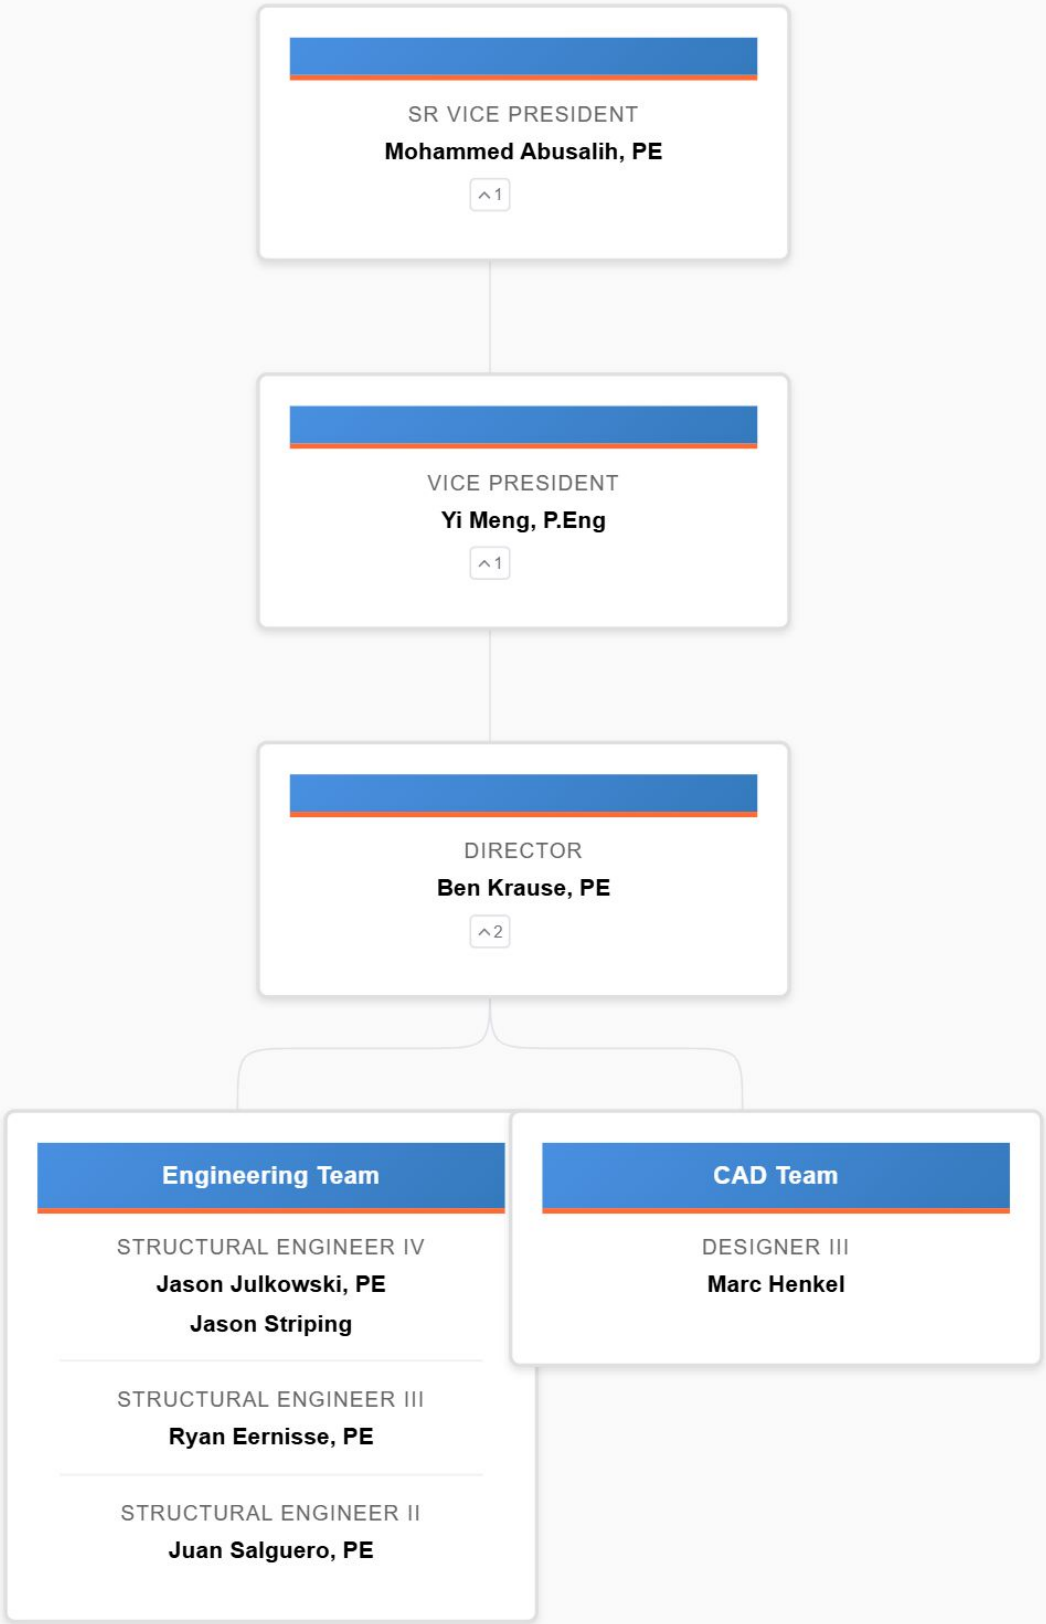 SR VICE PRESIDENT
Mohammed Abusalih, PE
1
VICE PRESIDENT
Yi Meng, P.Eng
1
DIRECTOR
Ben Krause, PE
2
Engineering Team
STRUCTURAL ENGINEER IV
Jason Julkowski, PE
Jason Striping
STRUCTURAL ENGINEER III
Ryan Eernisse, PE
STRUCTURAL ENGINEER II
Juan Salguero, PE
CAD Team
DESIGNER III
Marc Henkel